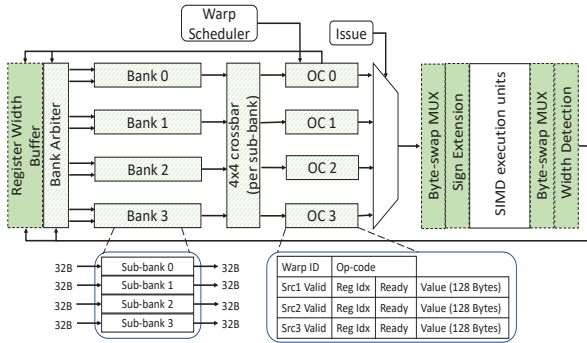 Warp
Scheduler
Issue
Register Width
Buffer
Bank Arbiter
Bank 0
Bank 1
Bank 2
Bank 3
4x4 crossbar
(per sub-bank)
OC 0
OC 1
OC 2
OC 3
Byte-swap MUX
Sign Extension
SIMD execution units
Byte-swap MUX
Width Detection
32B Sub-bank 0 32B
32B Sub-bank 1 32B
32B Sub-bank 2 32B
32B Sub-bank 3 32B
Warp ID Op-code
Src1 Valid Reg Idx Ready Value (128 Bytes)
Src2 Valid Reg Idx Ready Value (128 Bytes)
Src3 Valid Reg Idx Ready Value (128 Bytes)